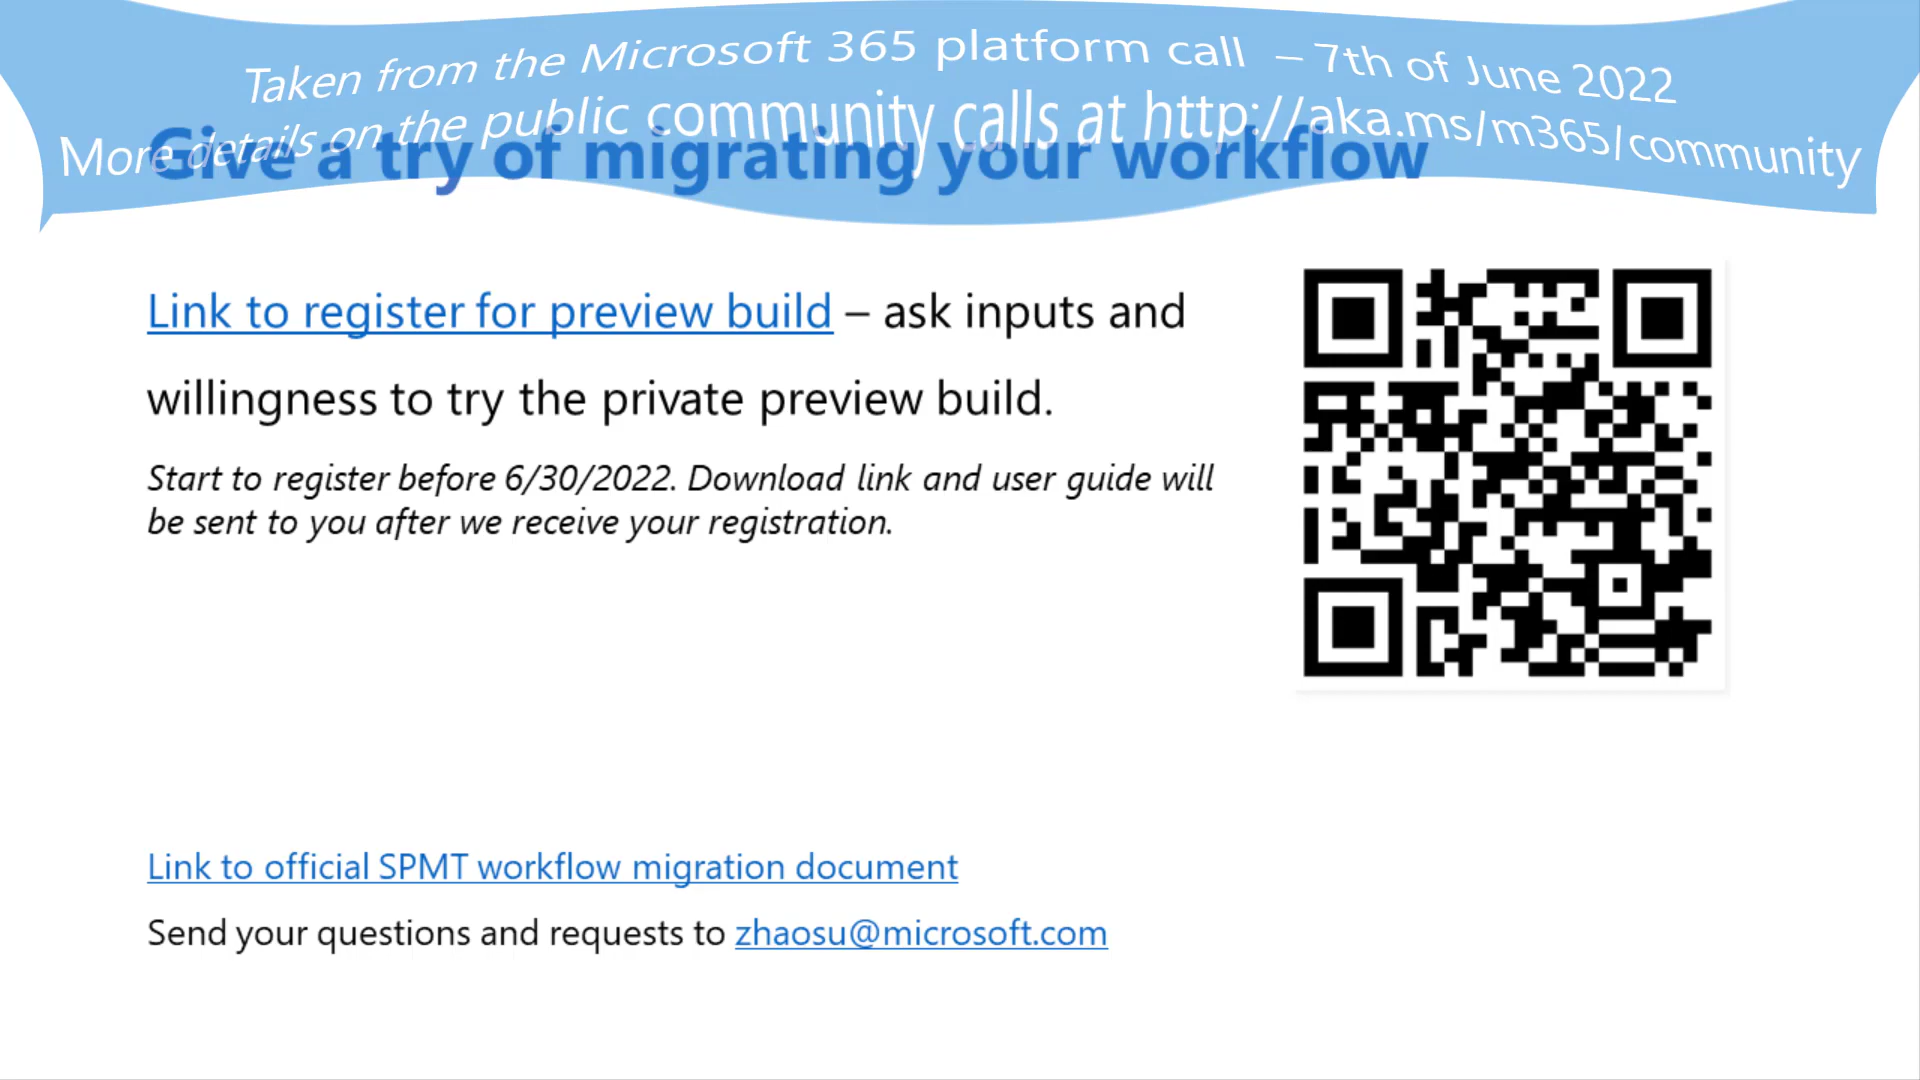 Taken from the Microsoft 365 platform call – 7th of June 2022
More details on the public community calls at http://aka.ms/m365/community
Give a try of migrating your workflow
Link to register for preview build – ask inputs and
willingness to try the private preview build.
Start to register before 6/30/2022. Download link and user guide will
be sent to you after we receive your registration.
Link to official SPMT workflow migration document
Send your questions and requests to zhaosu@microsoft.com